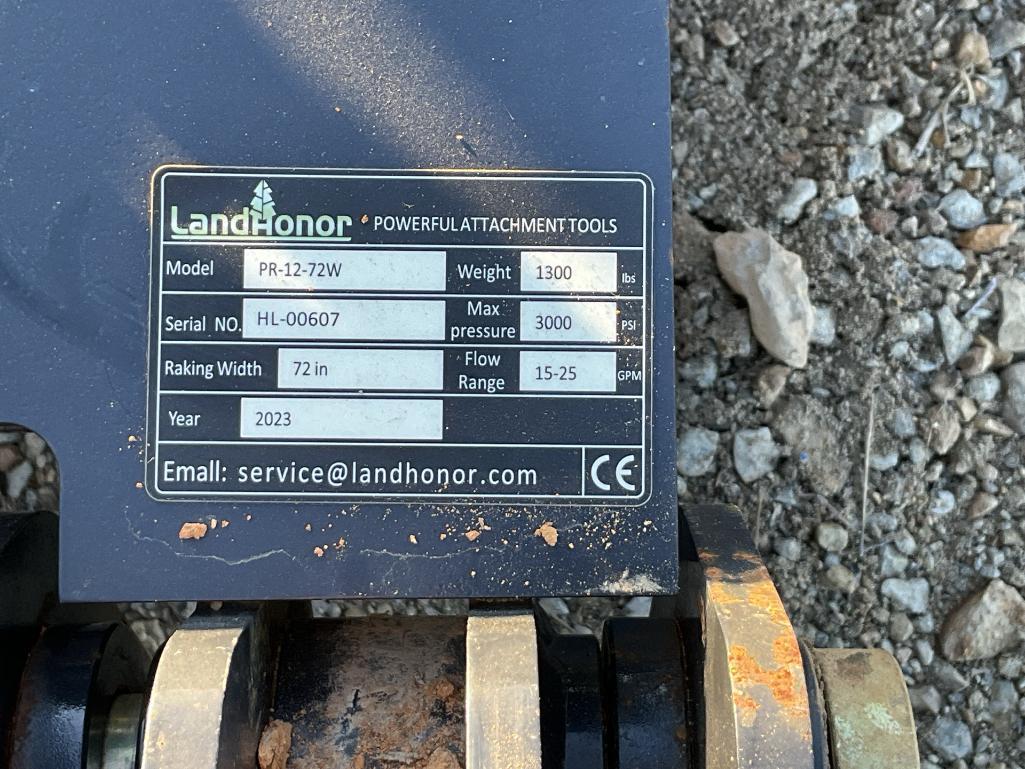 LandHonor POWERFUL ATTACHMENT TOOLS
Model PR-12-72W Weight 1300 lbs
Serial NO. HL-00607 Max pressure 3000 PSI
Raking Width 72 in Flow Range 15-25 GPM
Year 2023
Emall: service@landhonor.com CE